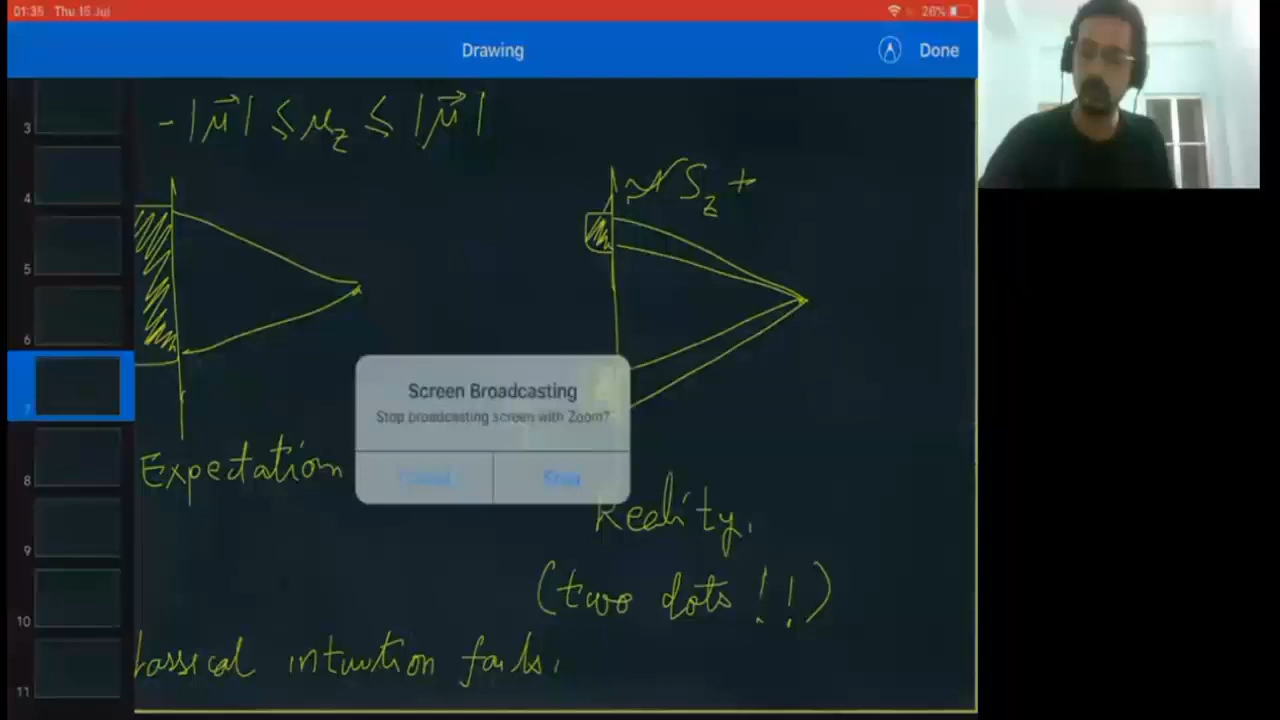 01:35 Thu 15 Jul
26%
Drawing
Done
3
4
5
6
7
8
9
10
11
-|μ⃗| ≤ μz ≤ |μ⃗|
Sz +
Screen Broadcasting
Stop broadcasting screen with Zoom?
Stop
Expectation
Reality.
(two dots !!)
lassical intuition fails.